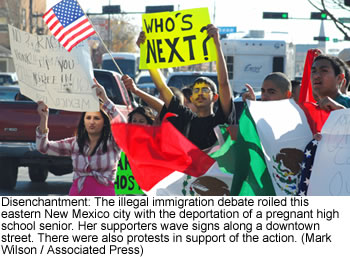 WHO'S
NEXT?
Disenchantment: The illegal immigration debate roiled this
eastern New Mexico city with the deportation of a pregnant high
school senior. Her supporters wave signs along a downtown
street. There were also protests in support of the action. (Mark
Wilson / Associated Press)